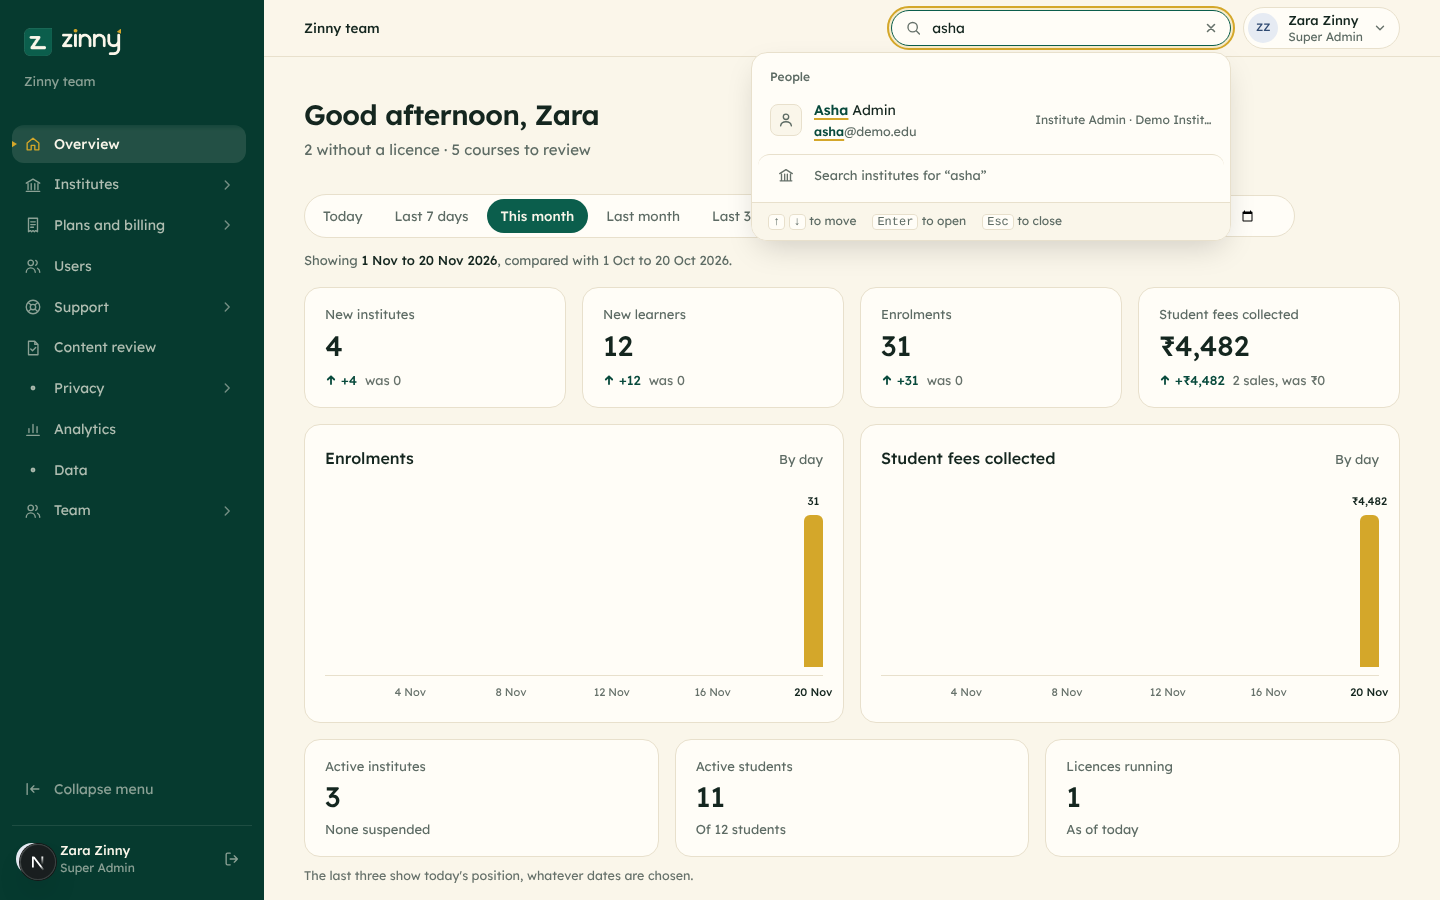 zinny
Zinny team
Overview
Institutes
Plans and billing
Users
Support
Content review
Privacy
Analytics
Data
Team
Collapse menu
N
Zara Zinny
Super Admin
Zinny team
asha
ZZ
Zara Zinny
Super Admin
People
Asha Admin
asha@demo.edu
Institute Admin · Demo Instit…
Search institutes for “asha”
↑ ↓ to move Enter to open Esc to close
Good afternoon, Zara
2 without a licence · 5 courses to review
Today Last 7 days This month Last month Last 3
Showing 1 Nov to 20 Nov 2026, compared with 1 Oct to 20 Oct 2026.
New institutes
4
↑ +4 was 0
New learners
12
↑ +12 was 0
Enrolments
31
↑ +31 was 0
Student fees collected
₹4,482
↑ +₹4,482 2 sales, was ₹0
Enrolments
By day
31
4 Nov 8 Nov 12 Nov 16 Nov 20 Nov
Student fees collected
By day
₹4,482
4 Nov 8 Nov 12 Nov 16 Nov 20 Nov
Active institutes
3
None suspended
Active students
11
Of 12 students
Licences running
1
As of today
The last three show today's position, whatever dates are chosen.